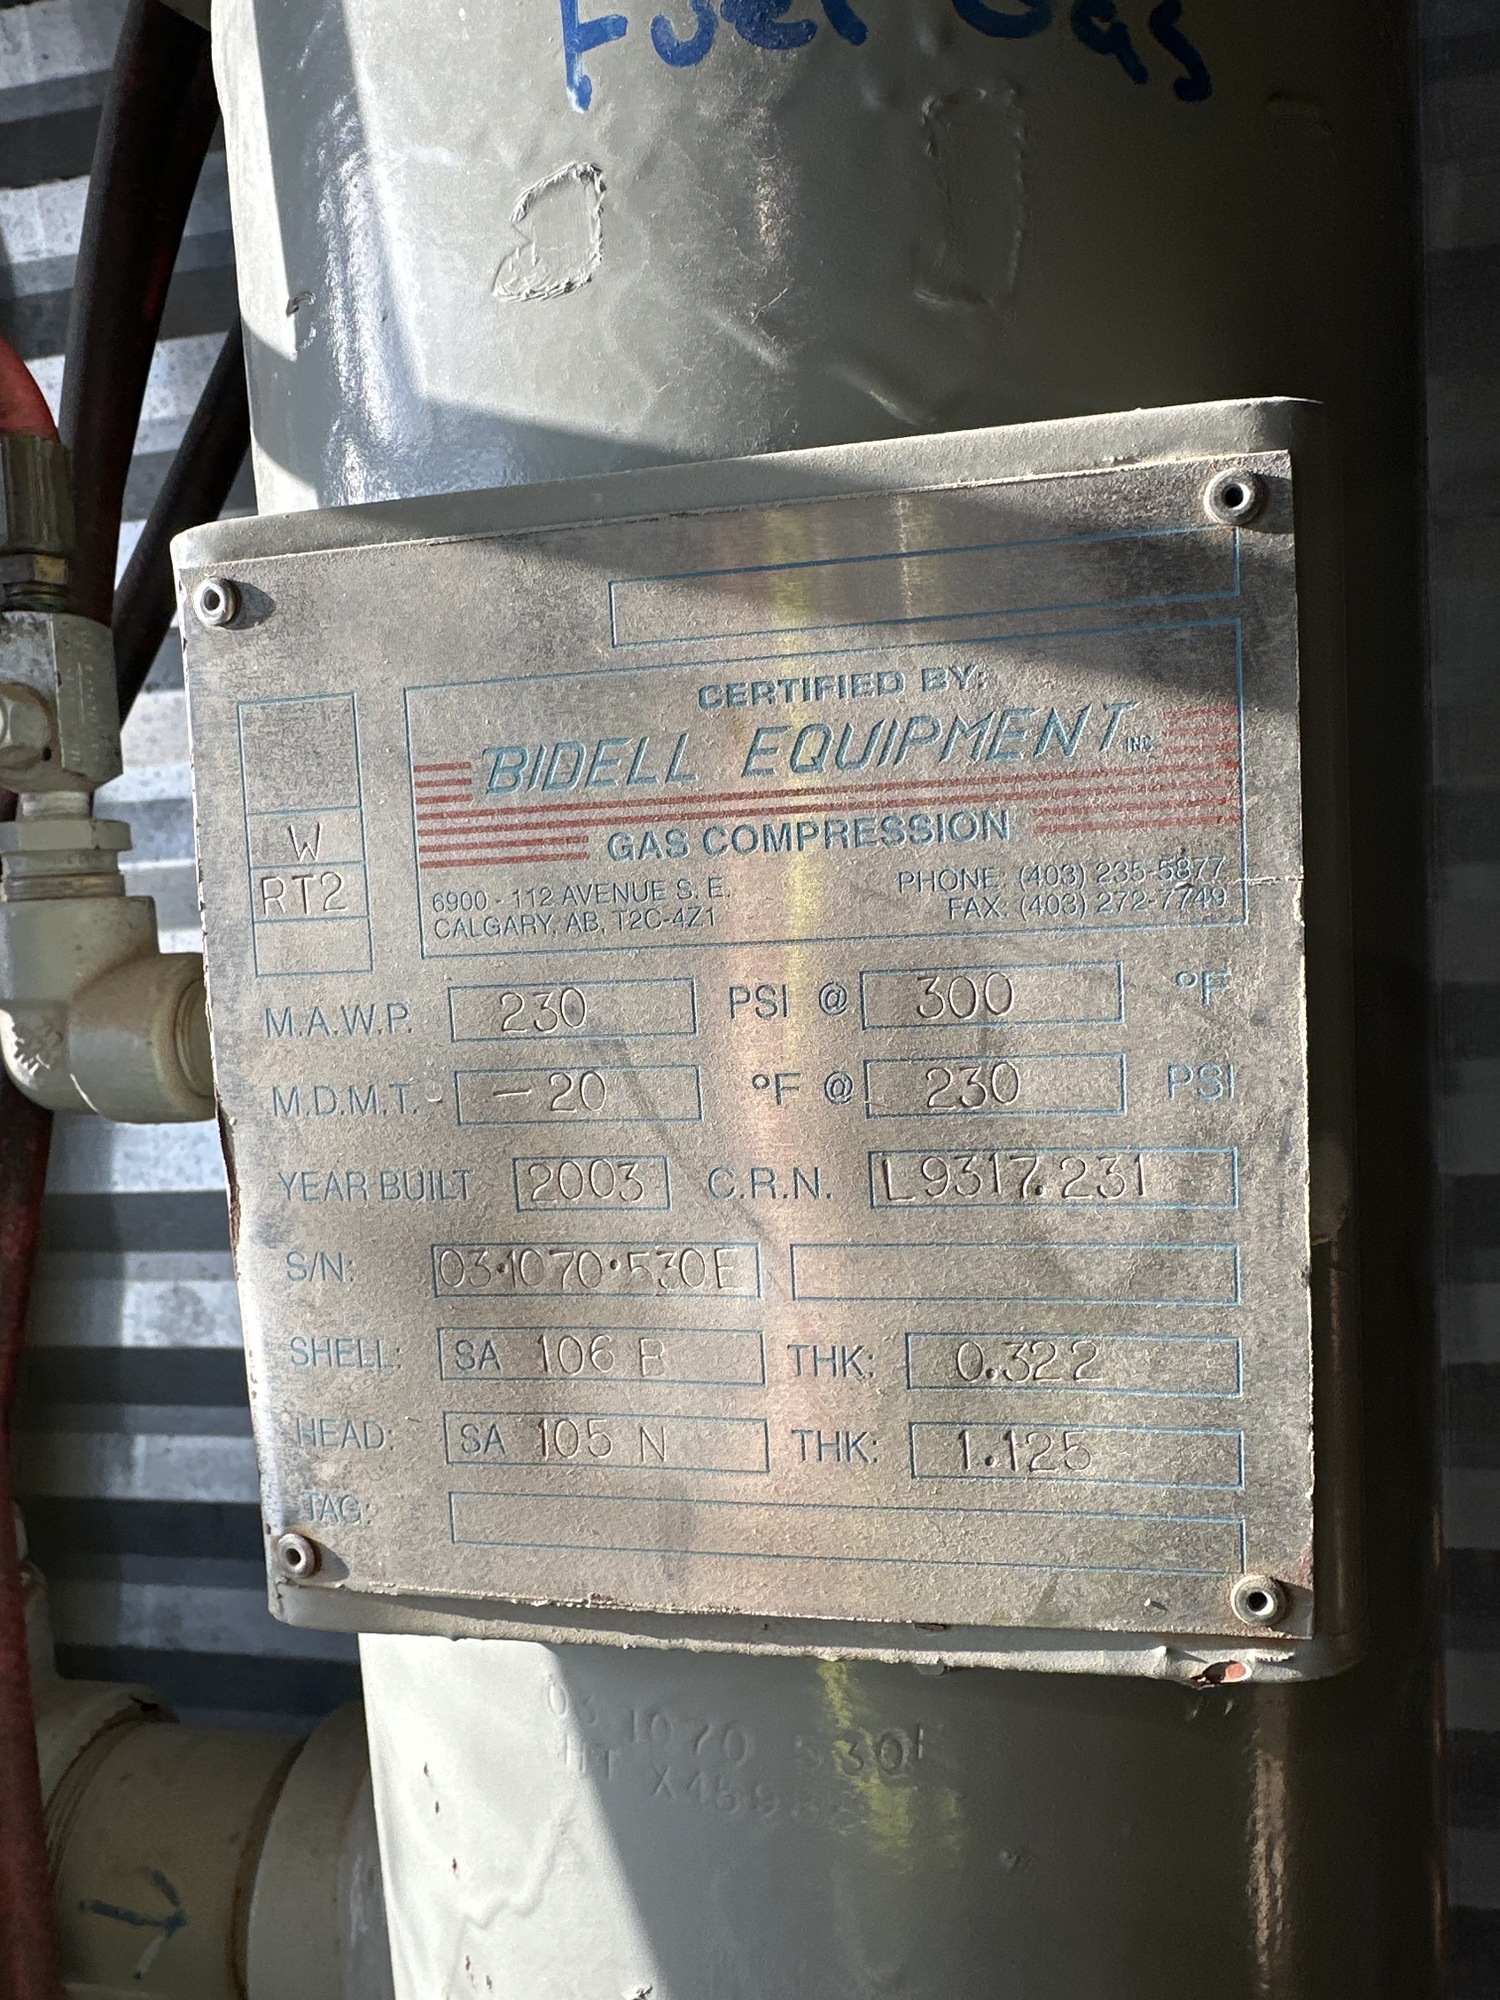 Fuel Gas
CERTIFIED BY:
BIDELL EQUIPMENT INC.
GAS COMPRESSION
W
RT2
6900 - 112 AVENUE S. E. PHONE. (403) 235-5877
CALGARY, AB, T2C-4Z1 FAX. (403) 272-7749
M.A.W.P. 230 PSI @ 300 °F
M.D.M.T. - -20 °F @ 230 PSI
YEAR BUILT 2003 C.R.N. L9317.231
S/N: 03·1070·530E
SHELL: SA 106 B THK: 0.322
HEAD: SA 105 N THK: 1.125
TAG:
1070